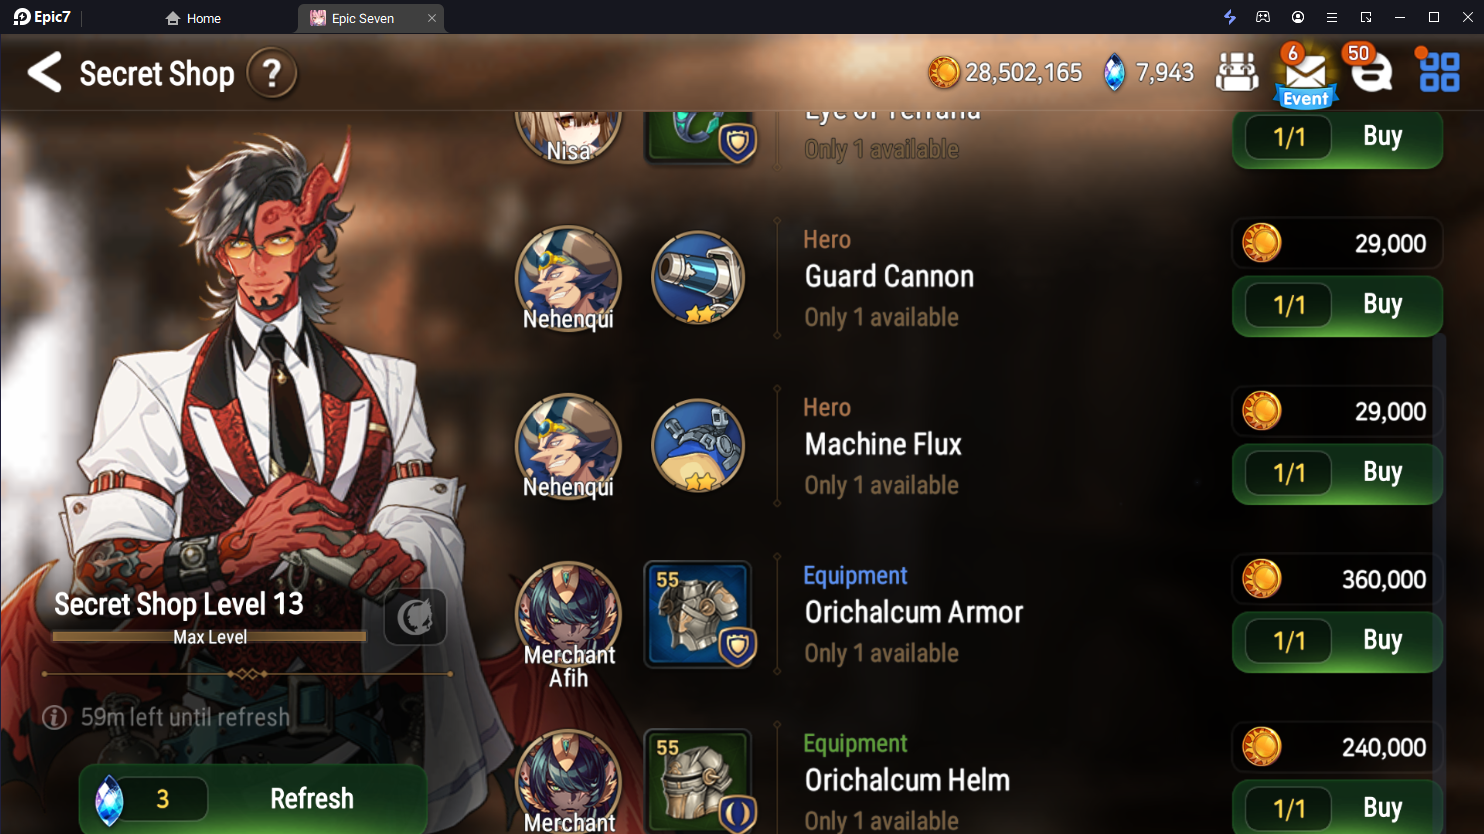 Epic7
Home
Epic Seven
Secret Shop
?
28,502,165
7,943
6
Event
50
Nisa
Eye of Terrana
Only 1 available
1/1
Buy
Nehenqui
Hero
Guard Cannon
Only 1 available
29,000
1/1
Buy
Nehenqui
Hero
Machine Flux
Only 1 available
29,000
1/1
Buy
Merchant
Afih
55
Equipment
Orichalcum Armor
Only 1 available
360,000
1/1
Buy
Merchant
55
Equipment
Orichalcum Helm
Only 1 available
240,000
1/1
Buy
Secret Shop Level 13
Max Level
59m left until refresh
3
Refresh